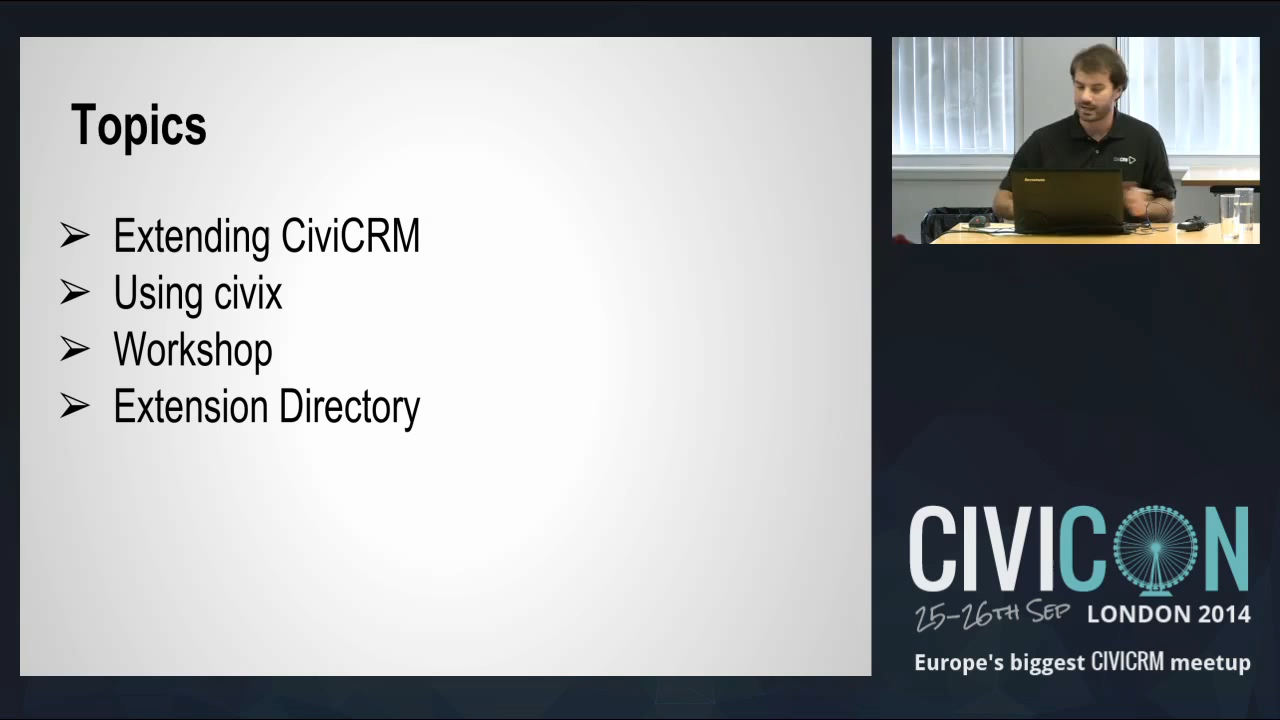 Topics
➢ Extending CiviCRM
➢ Using civix
➢ Workshop
➢ Extension Directory
CIVICON
25-26TH SEP LONDON 2014
Europe's biggest CIVICRM meetup